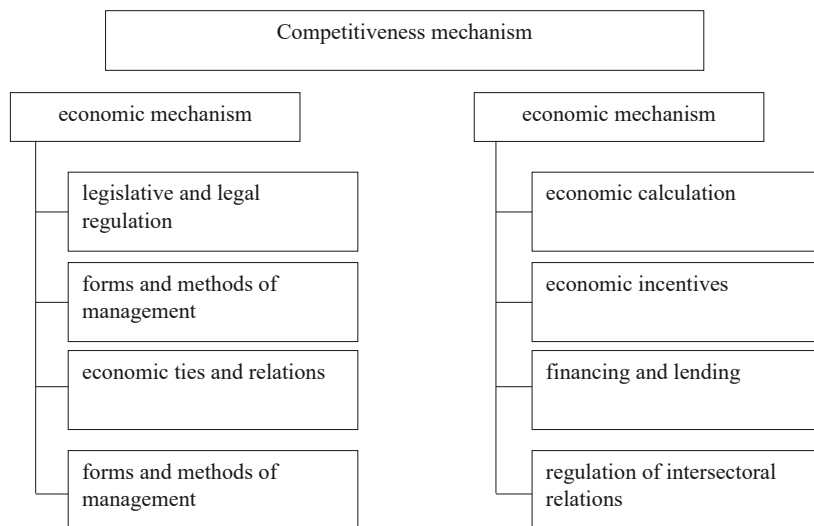 Competitiveness mechanism
economic mechanism
legislative and legal
regulation
forms and methods of
management
economic ties and relations
forms and methods of
management
economic mechanism
economic calculation
economic incentives
financing and lending
regulation of intersectoral
relations